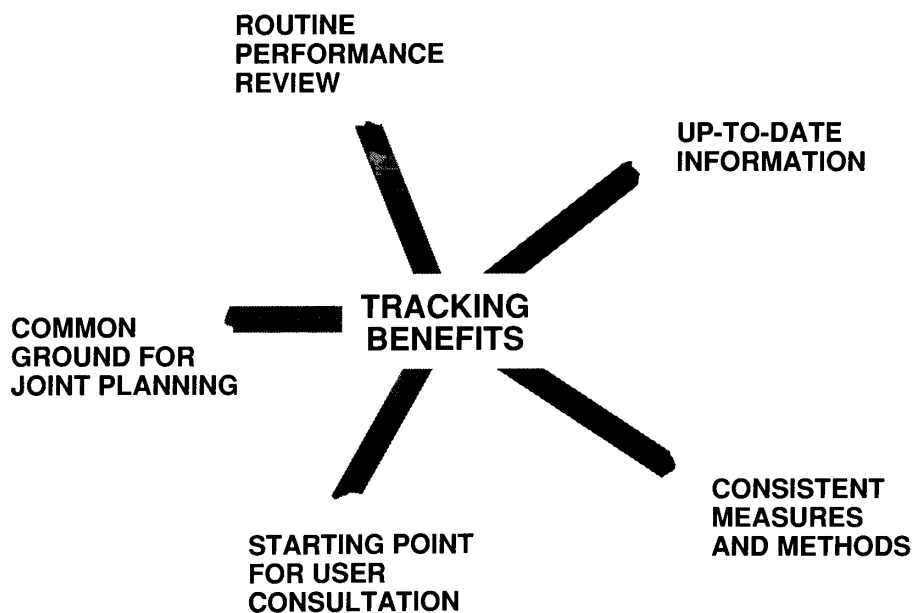 ROUTINE
PERFORMANCE
REVIEW
UP-TO-DATE
INFORMATION
TRACKING
BENEFITS
COMMON
GROUND FOR
JOINT PLANNING
CONSISTENT
MEASURES
AND METHODS
STARTING POINT
FOR USER
CONSULTATION